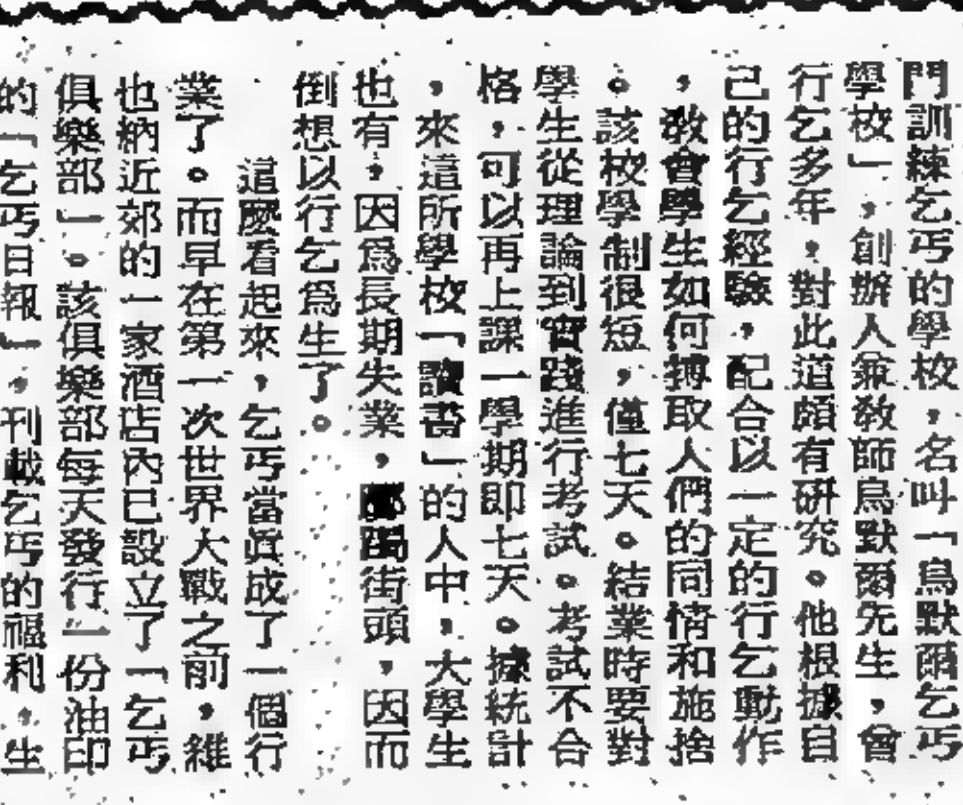 門訓練乞丐的學校，名叫「烏默爾乞丐
學校」，創辦人兼教師烏默爾先生，曾
行乞多年，對此道頗有研究。他根據自
己的行乞經驗，配合以一定的行乞動作
，教會學生如何搏取人們的同情和施捨
。該校學制很短，僅七天。結業時要對
學生從理論到實踐進行考試。考試不合
格，可以再上課一學期即七天。據統計
，來這所學校「讀書」的人中，大學生
也有，因爲長期失業，街頭，因而
倒想以行乞爲生了。
這麼看起來，乞丐當眞成了一個行
業了。而早在第一次世界大戰之前，維
也納近郊的一家酒店內已設立了「乞丐
俱樂部」。該俱樂部每天發行一份油印
的「乞丐日報」，刊載乞丐的福利，生